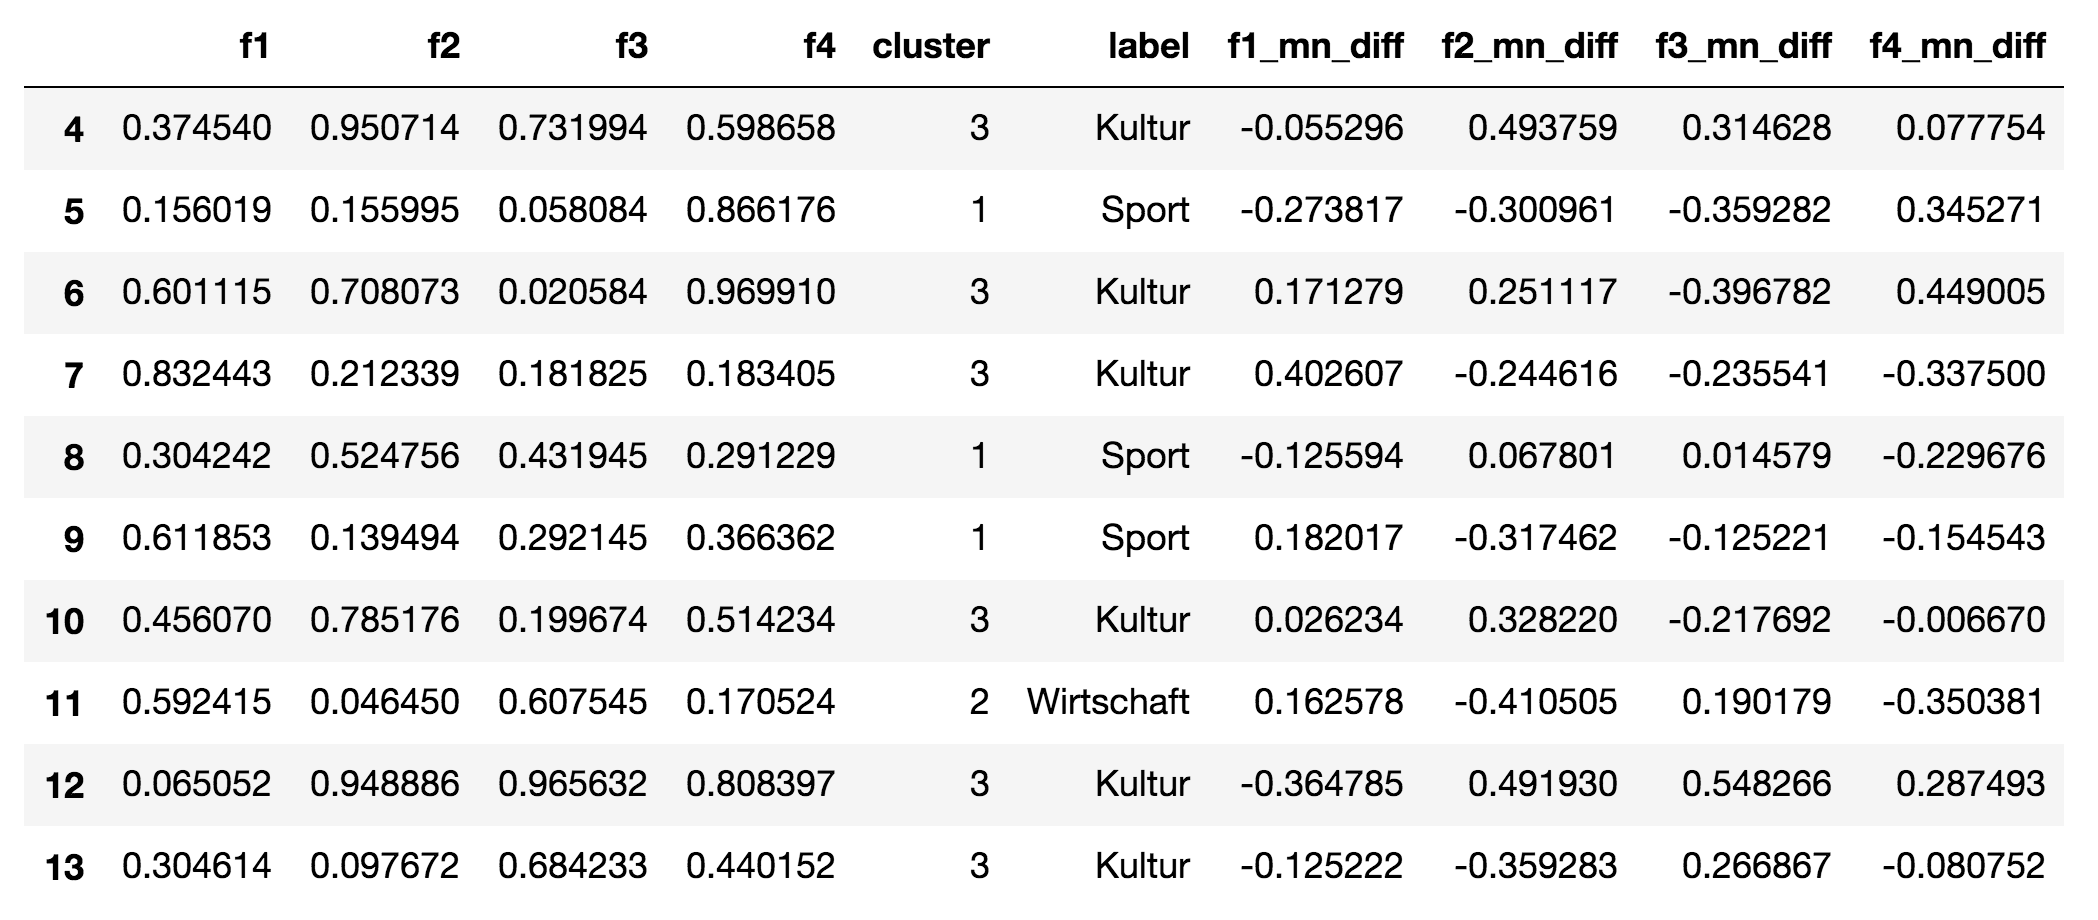 f1 f2 f3 f4 cluster label f1_mn_diff f2_mn_diff f3_mn_diff f4_mn_diff
4 0.374540 0.950714 0.731994 0.598658 3 Kultur -0.055296 0.493759 0.314628 0.077754
5 0.156019 0.155995 0.058084 0.866176 1 Sport -0.273817 -0.300961 -0.359282 0.345271
6 0.601115 0.708073 0.020584 0.969910 3 Kultur 0.171279 0.251117 -0.396782 0.449005
7 0.832443 0.212339 0.181825 0.183405 3 Kultur 0.402607 -0.244616 -0.235541 -0.337500
8 0.304242 0.524756 0.431945 0.291229 1 Sport -0.125594 0.067801 0.014579 -0.229676
9 0.611853 0.139494 0.292145 0.366362 1 Sport 0.182017 -0.317462 -0.125221 -0.154543
10 0.456070 0.785176 0.199674 0.514234 3 Kultur 0.026234 0.328220 -0.217692 -0.006670
11 0.592415 0.046450 0.607545 0.170524 2 Wirtschaft 0.162578 -0.410505 0.190179 -0.350381
12 0.065052 0.948886 0.965632 0.808397 3 Kultur -0.364785 0.491930 0.548266 0.287493
13 0.304614 0.097672 0.684233 0.440152 3 Kultur -0.125222 -0.359283 0.266867 -0.080752